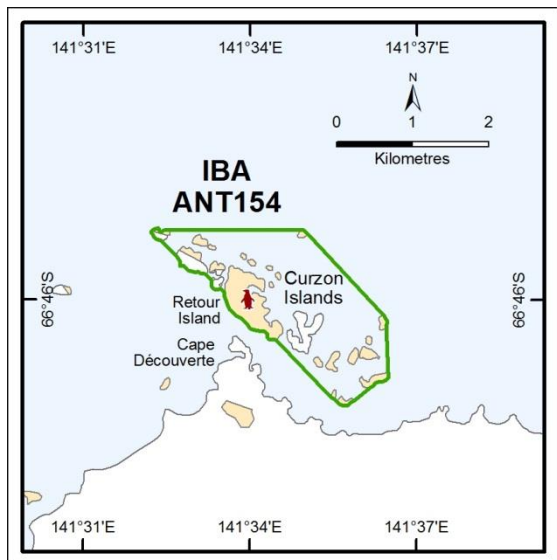 141°31'E 141°34'E 141°37'E
N
0 1 2
Kilometres
IBA
ANT154
Curzon
Islands
66°46'S 66°46'S
Retour
Island
Cape
Découverte
141°31'E 141°34'E 141°37'E